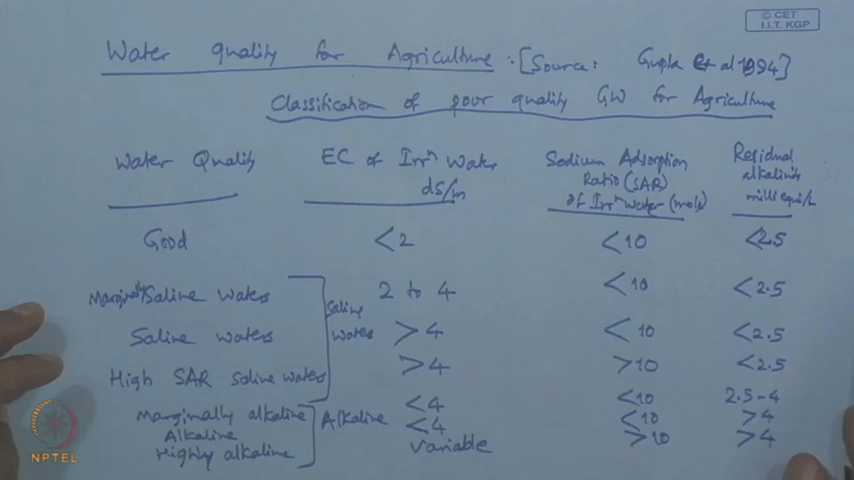 © CET
I.I.T. KGP
Water quality for Agriculture. [Source: Gupta et al 1994]
Classification of poor quality GW for Agriculture
Water Quality EC of Irrn Water dS/m Sodium Adsorption Ratio (SAR) of Irrn Water (mol/l) Residual alkalinity milli equi/L
Good <2 <10 <2.5
Marginally Saline waters 2 to 4 <10 <2.5
Saline waters >4 <10 <2.5
High SAR saline waters >4 >10 <2.5
Saline waters
Marginally alkaline <4 <10 2.5-4
Alkaline <4 <10 >4
Highly alkaline variable >10 >4
Alkaline
NPTEL